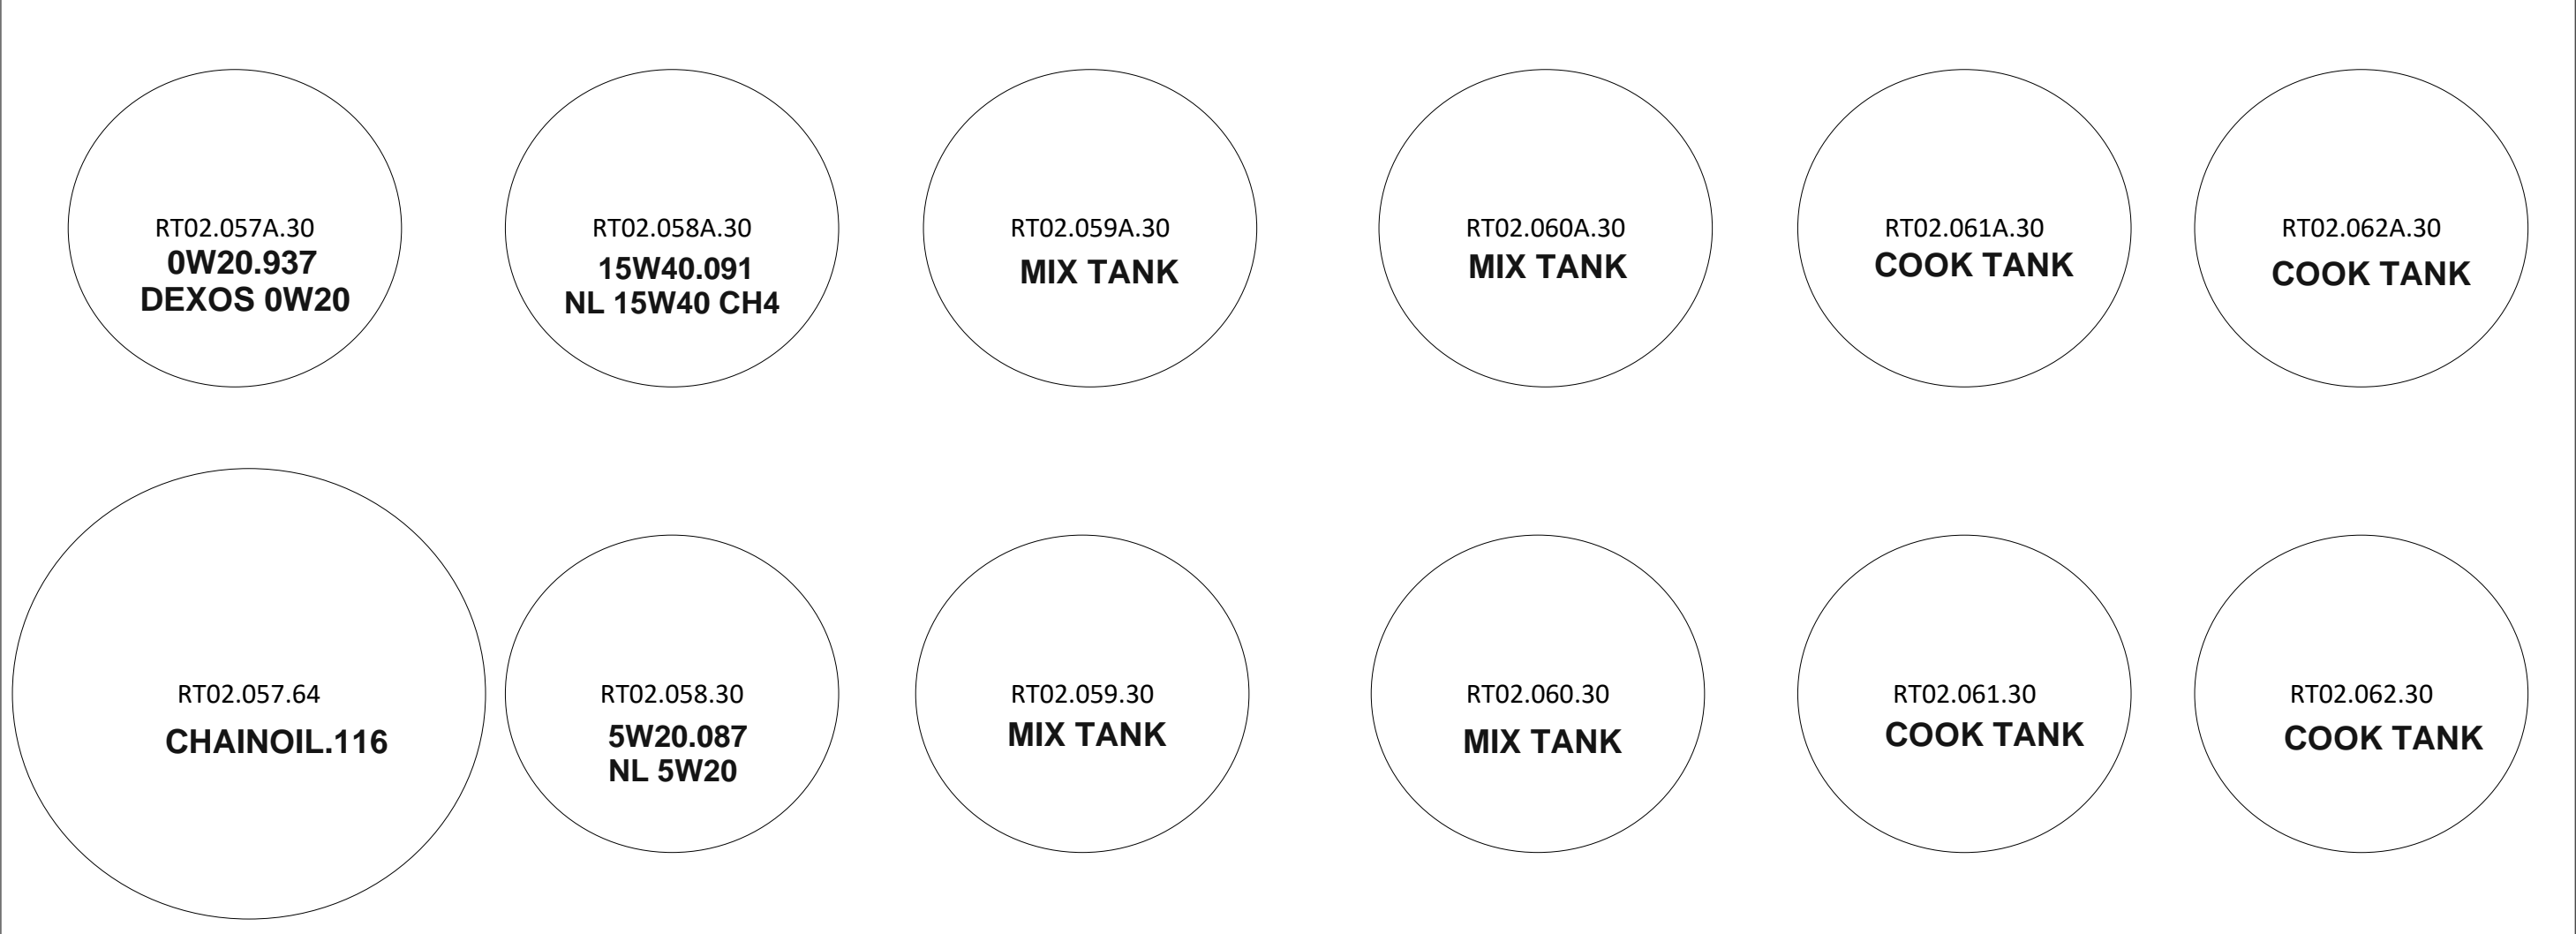 RT02.057A.30
0W20.937
DEXOS 0W20
RT02.058A.30
15W40.091
NL 15W40 CH4
RT02.059A.30
MIX TANK
RT02.060A.30
MIX TANK
RT02.061A.30
COOK TANK
RT02.062A.30
COOK TANK
RT02.057.64
CHAINOIL.116
RT02.058.30
5W20.087
NL 5W20
RT02.059.30
MIX TANK
RT02.060.30
MIX TANK
RT02.061.30
COOK TANK
RT02.062.30
COOK TANK